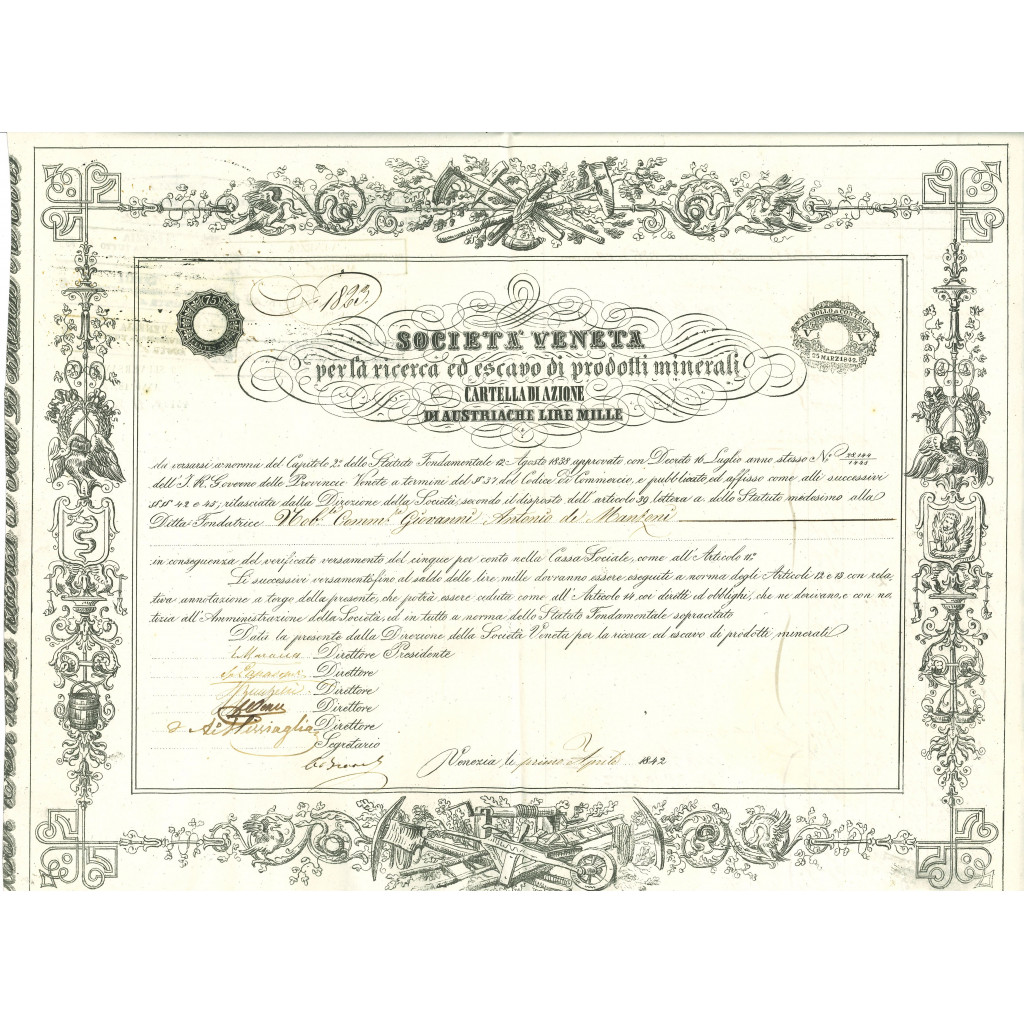 N. 1823.
75
I.R. BOLLO a CONTROL.
V V
25 MARZ 1842
SOCIETÀ VENETA
per la ricerca ed escavo di prodotti minerali
CARTELLA DI AZIONE
DI AUSTRIACHE LIRE MILLE
da versarsi a norma del Capitolo 2.° dello Statuto Fondamentale 12 Agosto 1838 approvato con Decreto 16 Luglio anno stesso N.°
dell'I. R. Governo delle Provincie Venete a termini del § 37 del Codice di Commercio, e pubblicato ed affisso come alli successivi
§§ 42 e 45; rilasciata dalla Direzione della Società secondo il disposto dell'articolo 39 lettera a dello Statuto medesimo alla
Ditta Fondatrice Giovanni Antonio de Manzoni
in conseguenza del verificato versamento del cinque per cento nella Cassa Sociale, come all'Articolo 11.°
Li successivi versamenti fino al saldo delle lire mille dovranno essere eseguiti a norma degli Articoli 12 e 13 con rela-
tiva annotazione a tergo della presente, che potrà essere ceduta come all'Articolo 14 coi diritti ed obblighi, che ne derivano, e con no-
tizia all'Amministrazione della Società, ed in tutto a norma dello Statuto Fondamentale sopracitato
Dati la presente dalla Direzione della Società Veneta per la ricerca ed escavo di prodotti minerali
Direttore Presidente
Direttore
Direttore
Direttore
Direttore
Segretario
Venezia li primo Aprile 1842